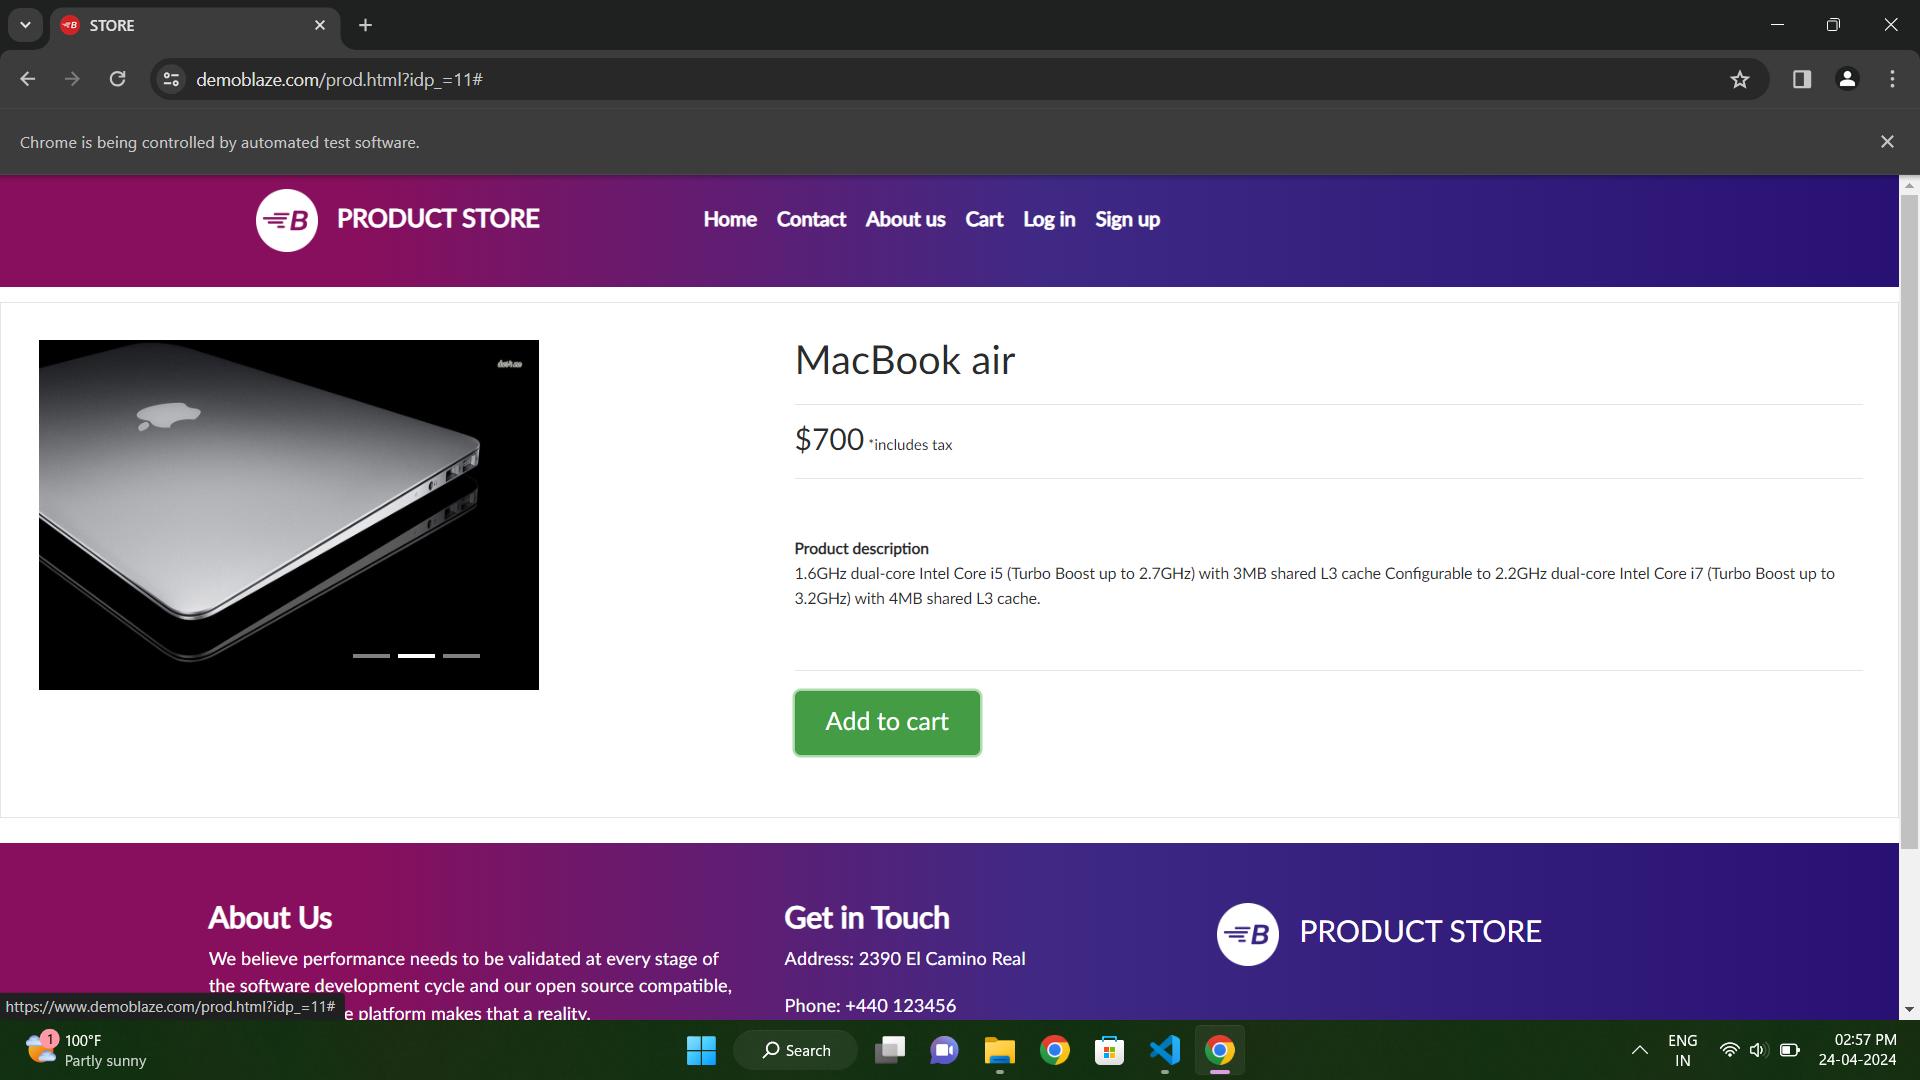 STORE
demoblaze.com/prod.html?idp_=11#
Chrome is being controlled by automated test software.
B PRODUCT STORE
Home Contact About us Cart Log in Sign up
MacBook air
$700 *includes tax
Product description
1.6GHz dual-core Intel Core i5 (Turbo Boost up to 2.7GHz) with 3MB shared L3 cache Configurable to 2.2GHz dual-core Intel Core i7 (Turbo Boost up to
3.2GHz) with 4MB shared L3 cache.
Add to cart
About Us
We believe performance needs to be validated at every stage of
the software development cycle and our open source compatible,
e platform makes that a reality.
Get in Touch
Address: 2390 El Camino Real
Phone: +440 123456
B PRODUCT STORE
https://www.demoblaze.com/prod.html?idp_=11#
1
100°F
Partly sunny
Search
ENG
IN
02:57 PM
24-04-2024